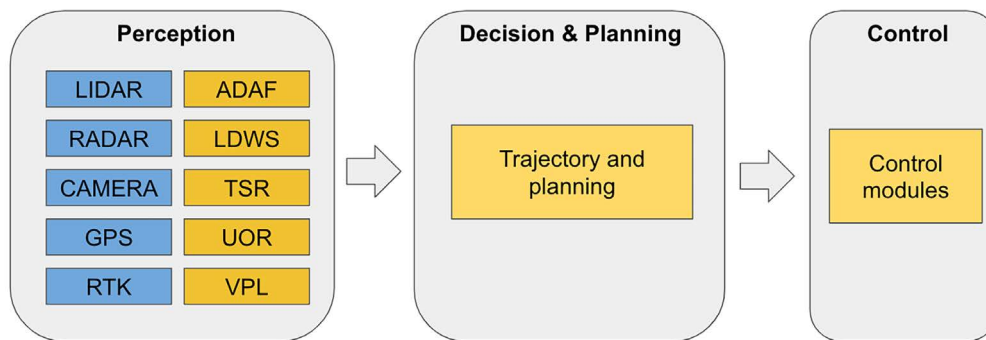 Perception
LIDAR
ADAF
RADAR
LDWS
CAMERA
TSR
GPS
UOR
RTK
VPL
Decision & Planning
Trajectory and
planning
Control
Control
modules